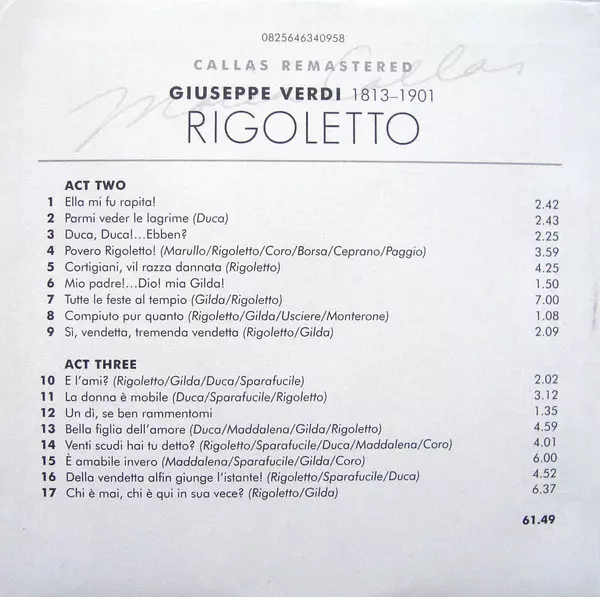 0825646340958
CALLAS REMASTERED
Maria Callas
GIUSEPPE VERDI 1813–1901
RIGOLETTO
ACT TWO
1 Ella mi fu rapita! 2.42
2 Parmi veder le lagrime (Duca) 2.43
3 Duca, Duca!...Ebben? 2.25
4 Povero Rigoletto! (Marullo/Rigoletto/Coro/Borsa/Ceprano/Paggio) 3.59
5 Cortigiani, vil razza dannata (Rigoletto) 4.25
6 Mio padre!...Dio! mia Gilda! 1.50
7 Tutte le feste al tempio (Gilda/Rigoletto) 7.00
8 Compiuto pur quanto (Rigoletto/Gilda/Usciere/Monterone) 1.08
9 Sì, vendetta, tremenda vendetta (Rigoletto/Gilda) 2.09
ACT THREE
10 E l'ami? (Rigoletto/Gilda/Duca/Sparafucile) 2.02
11 La donna è mobile (Duca/Sparafucile/Rigoletto) 3.12
12 Un dì, se ben rammentomi 1.35
13 Bella figlia dell'amore (Duca/Maddalena/Gilda/Rigoletto) 4.59
14 Venti scudi hai tu detto? (Rigoletto/Sparafucile/Duca/Maddalena/Coro) 4.01
15 È amabile invero (Maddalena/Sparafucile/Gilda/Coro) 6.00
16 Della vendetta alfin giunge l'istante! (Rigoletto/Sparafucile/Duca) 4.52
17 Chi è mai, chi è qui in sua vece? (Rigoletto/Gilda) 6.37
61.49